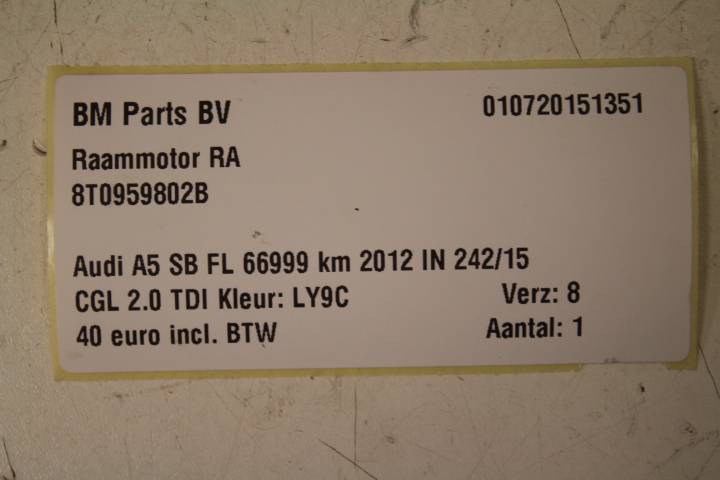 BM Parts BV 010720151351
Raammotor RA
8T0959802B
Audi A5 SB FL 66999 km 2012 IN 242/15
CGL 2.0 TDI Kleur: LY9C Verz: 8
40 euro incl. BTW Aantal: 1